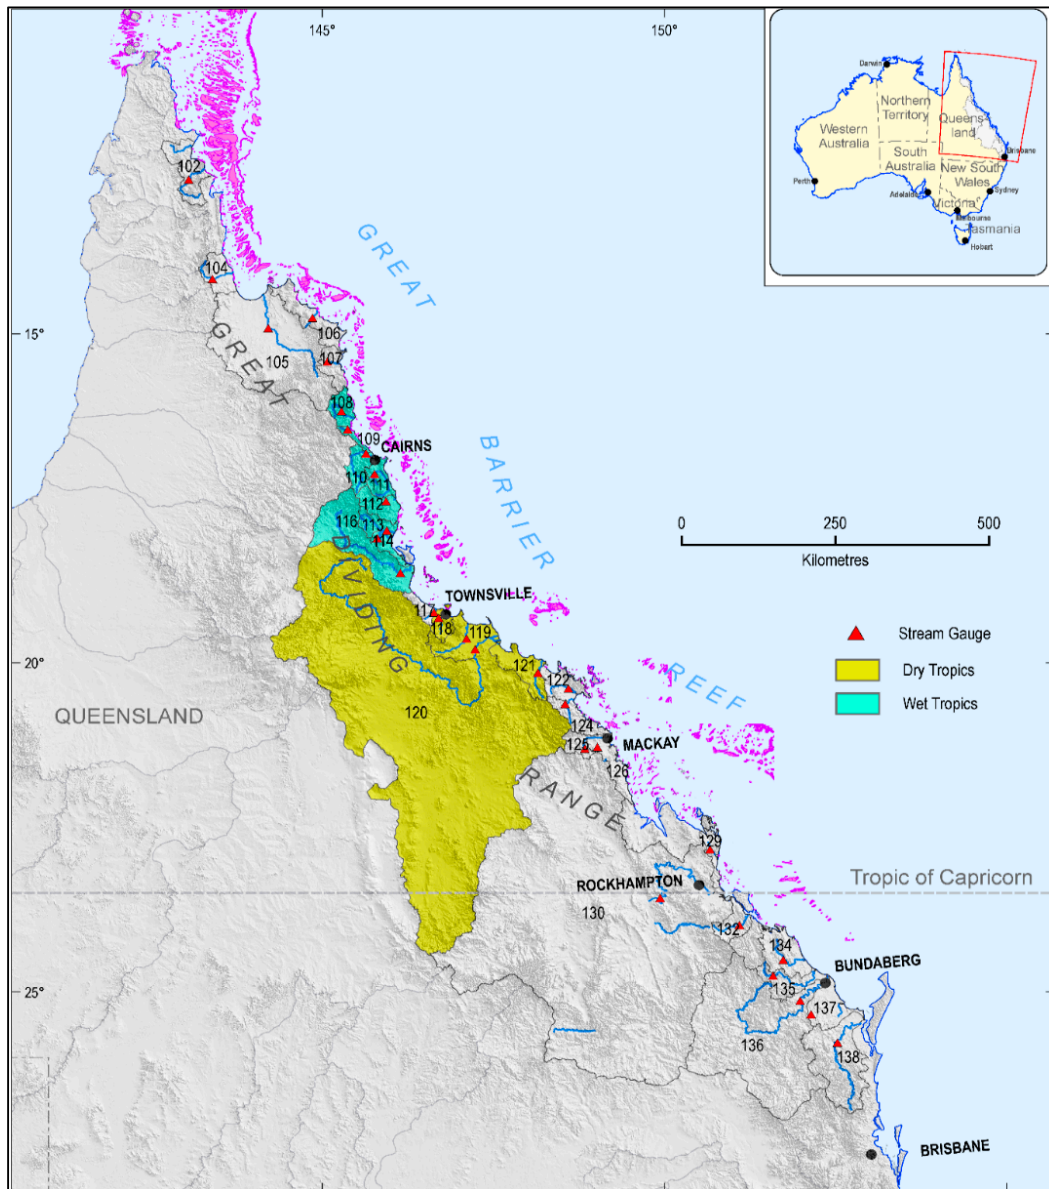 145°
150°
Darwin
Northern
Territory
Queens-
land
Western
Australia
South
Australia
Brisbane
New South
Wales
Perth
Adelaide
Sydney
Victoria
Melbourne
Tasmania
Hobart
102
104
GREAT
15°
106
107
105
GREAT
108
109
CAIRNS
110
111
112
116
113
114
BARRIER
0
250
500
Kilometres
DIVIDING
TOWNSVILLE
117
118
119
Stream Gauge
20°
121
122
REEF
Dry Tropics
QUEENSLAND
120
Wet Tropics
124
125
MACKAY
126
RANGE
129
Tropic of Capricorn
ROCKHAMPTON
130
132
134
BUNDABERG
25°
135
137
136
138
BRISBANE